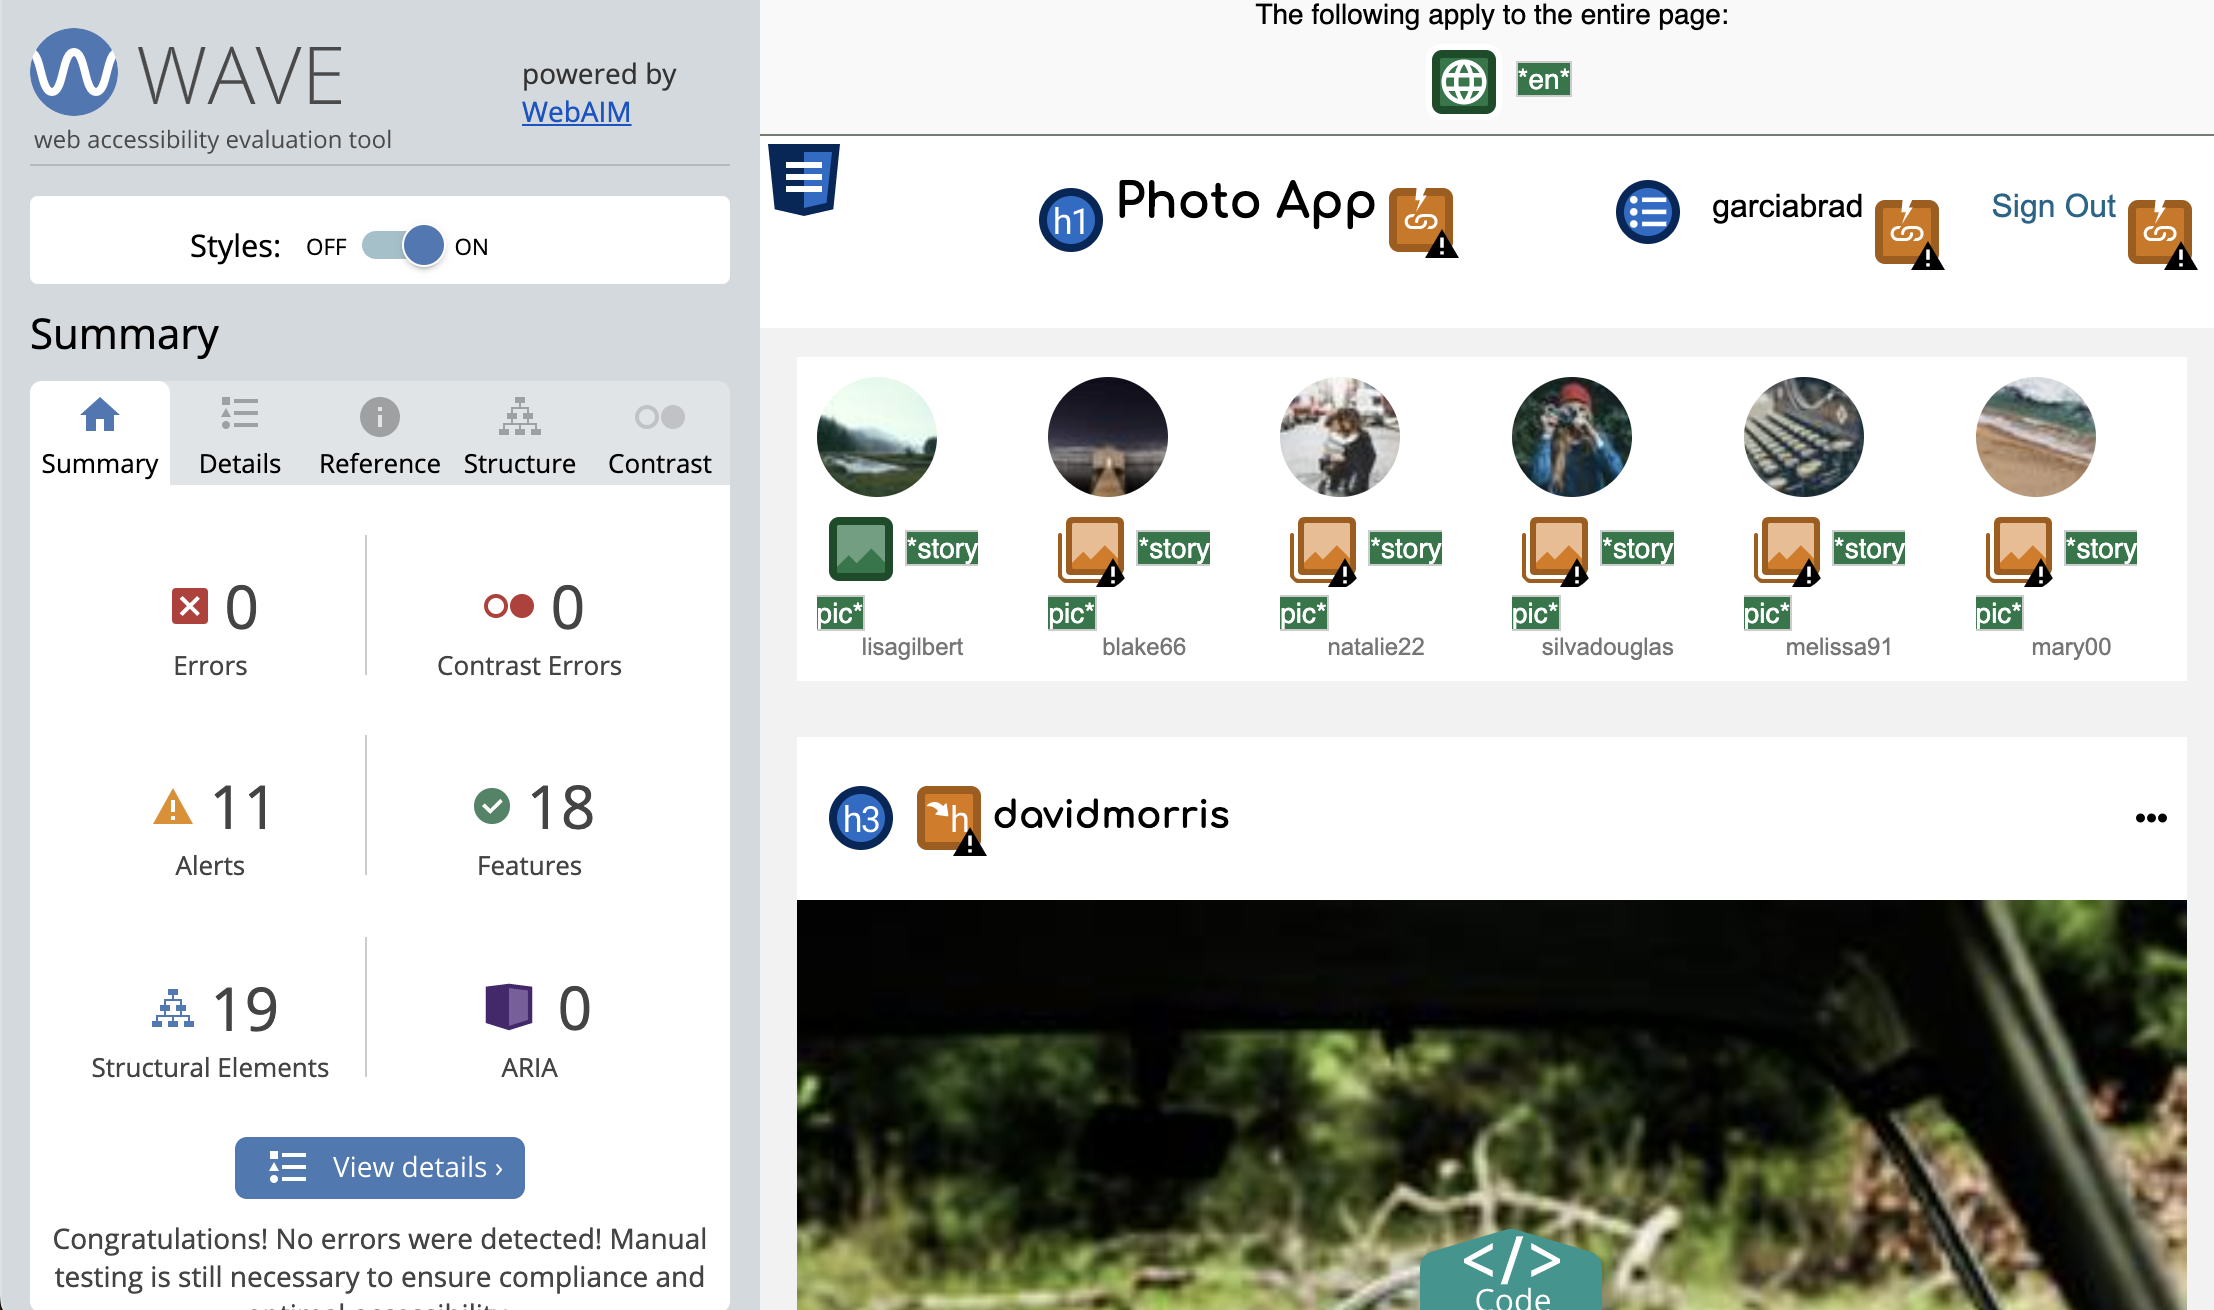 WAVE
powered by
WebAIM
web accessibility evaluation tool
Styles: OFF ON
Summary
Summary Details Reference Structure Contrast
0 Errors
0 Contrast Errors
11 Alerts
18 Features
19 Structural Elements
0 ARIA
View details ›
Congratulations! No errors were detected! Manual
testing is still necessary to ensure compliance and
optimal accessibility.
The following apply to the entire page:
*en*
h1 Photo App
garciabrad
Sign Out
*story pic* lisagilbert
*story pic* blake66
*story pic* natalie22
*story pic* silvadouglas
*story pic* melissa91
*story pic* mary00
h3 h davidmorris
•••
</> Code